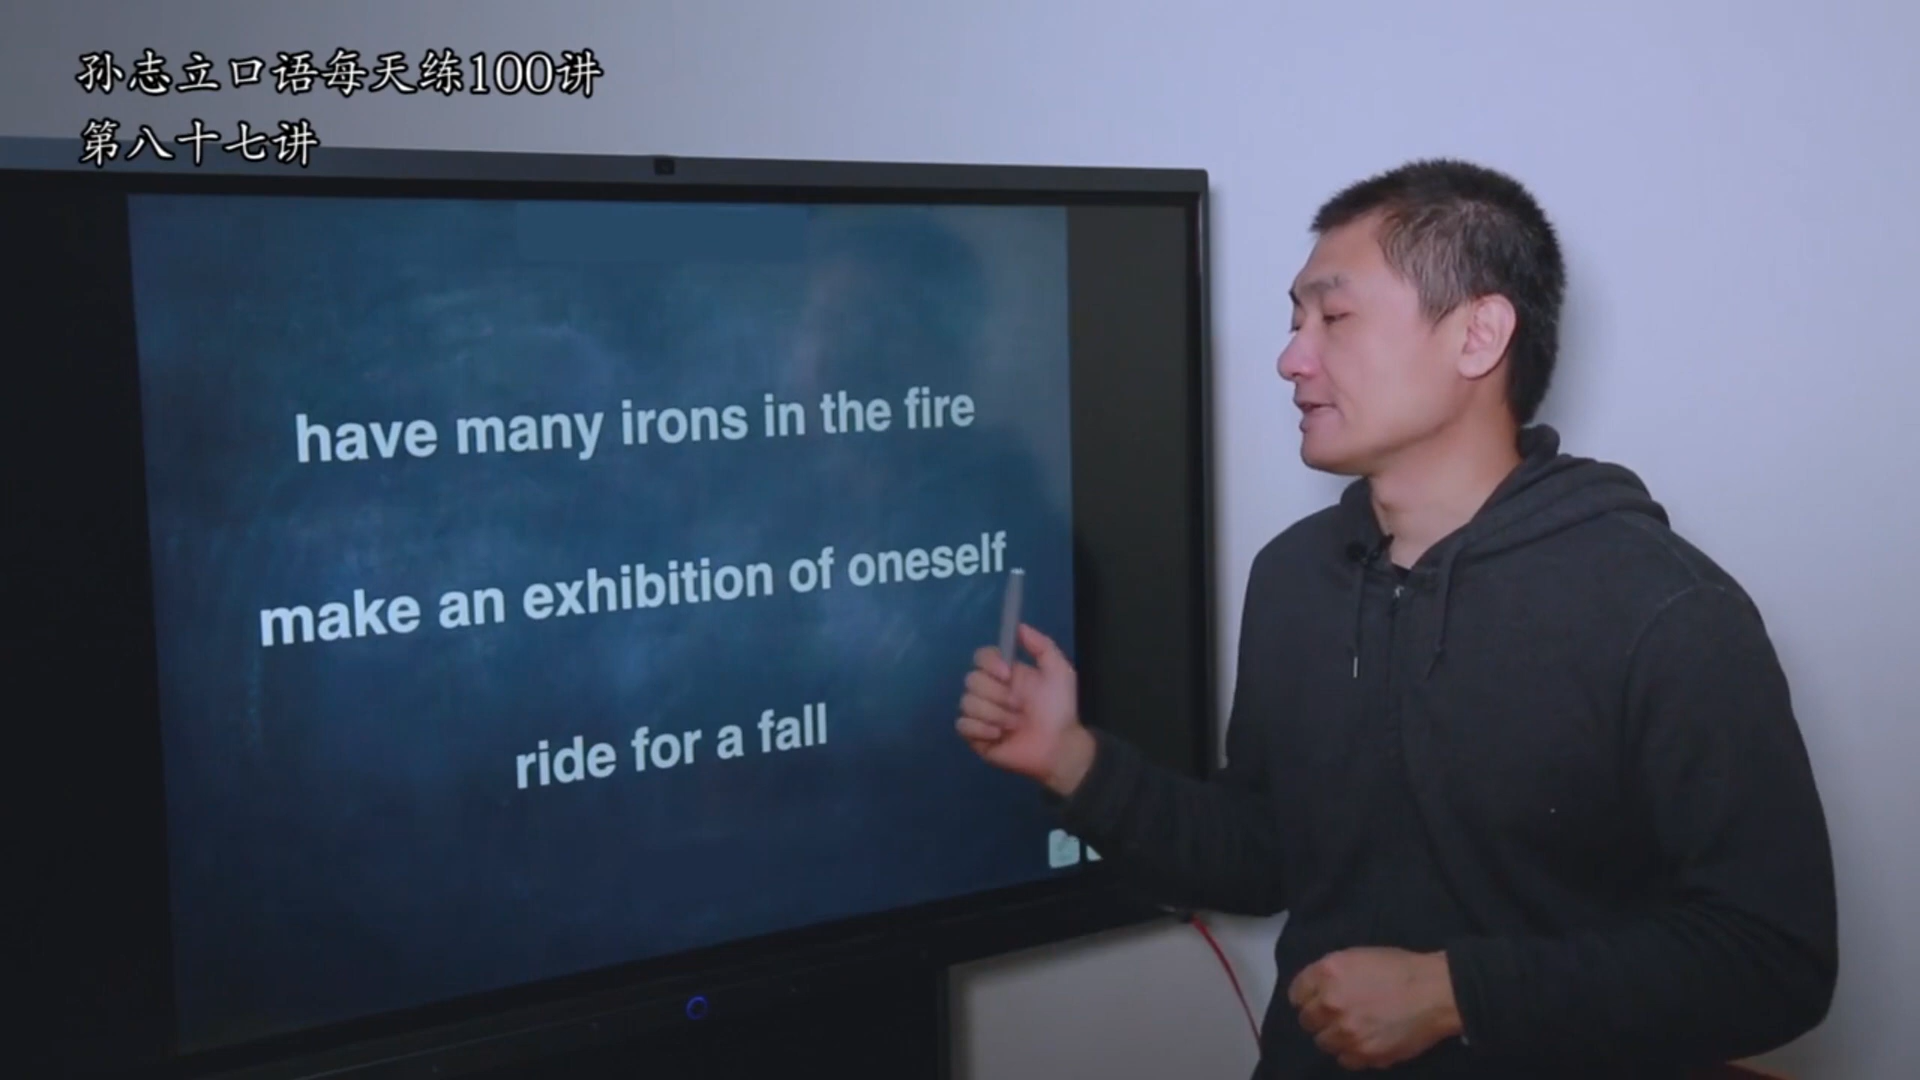 孙志立口语每天练100讲
第八十七讲
have many irons in the fire
make an exhibition of oneself
ride for a fall